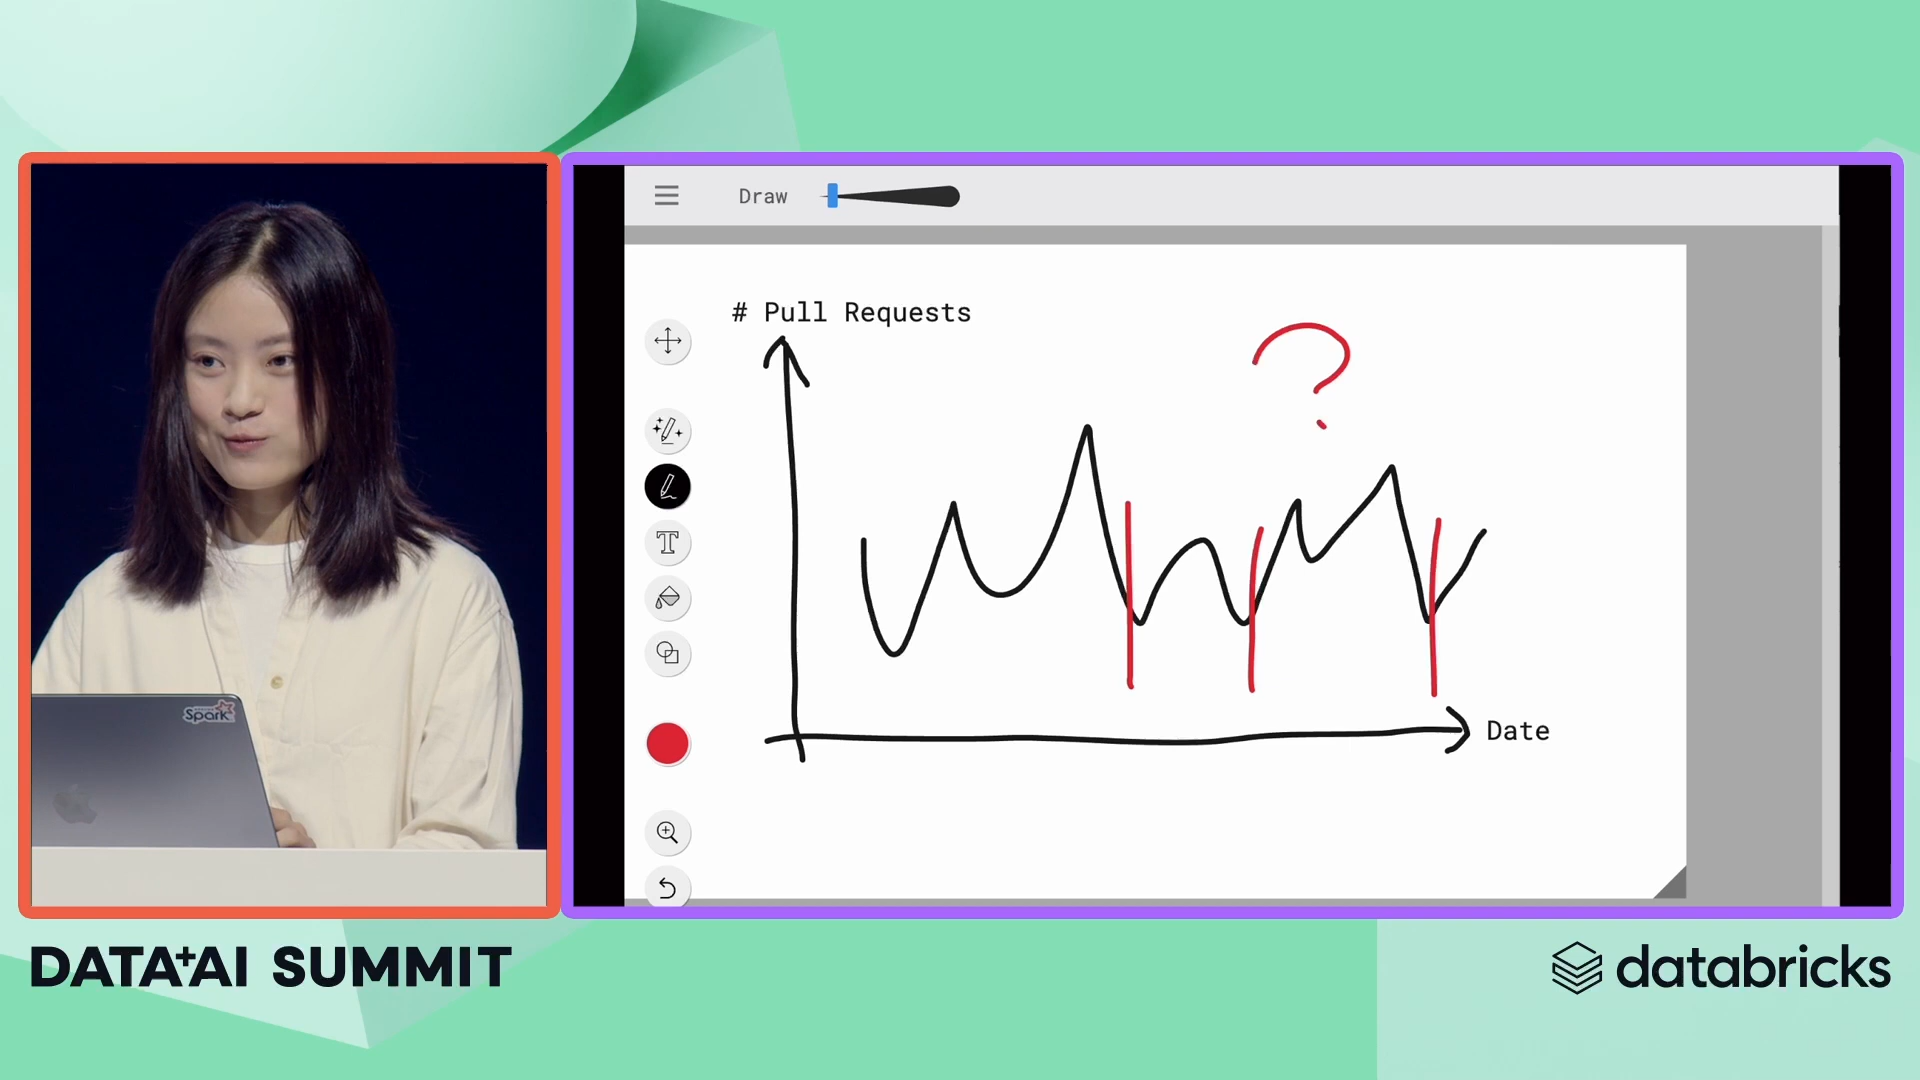 Draw
# Pull Requests
?
Date
Spark
DATA+AI SUMMIT
databricks